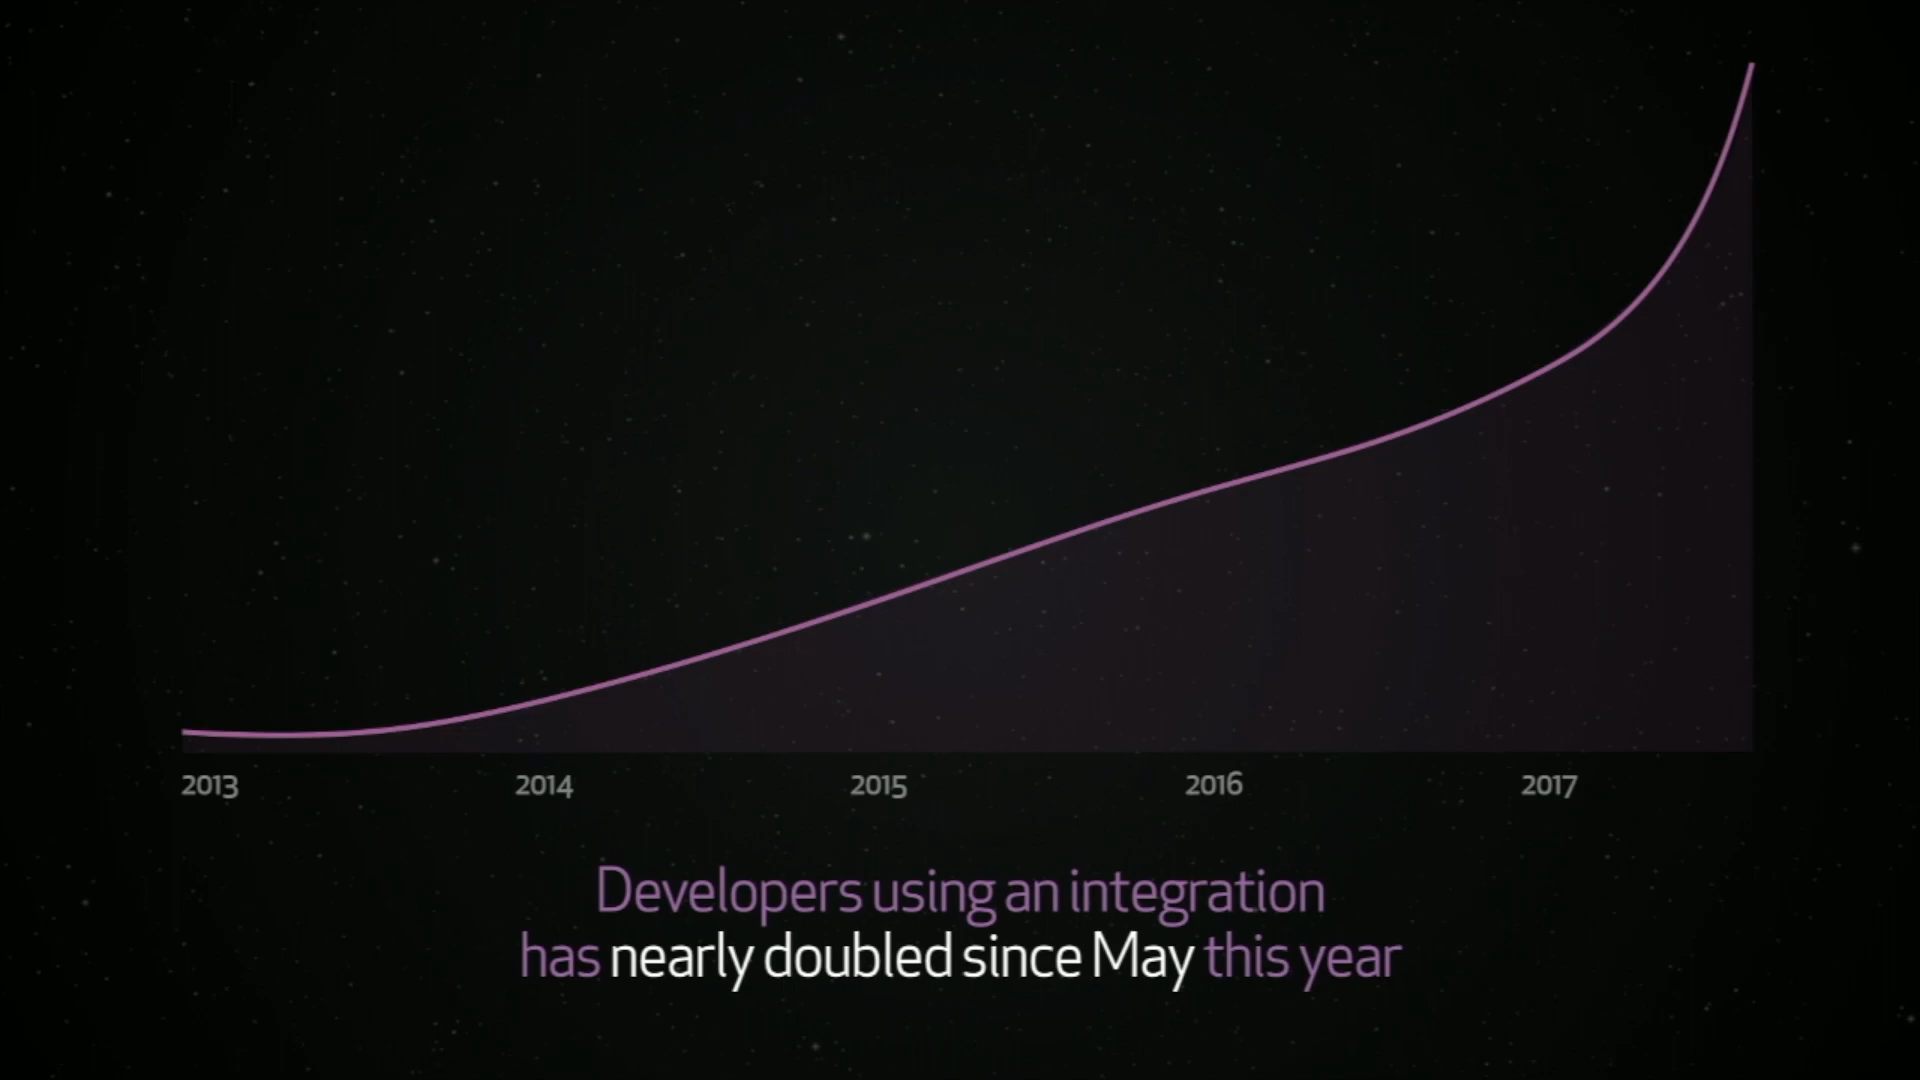 2013 2014 2015 2016 2017
Developers using an integration
has nearly doubled since May this year